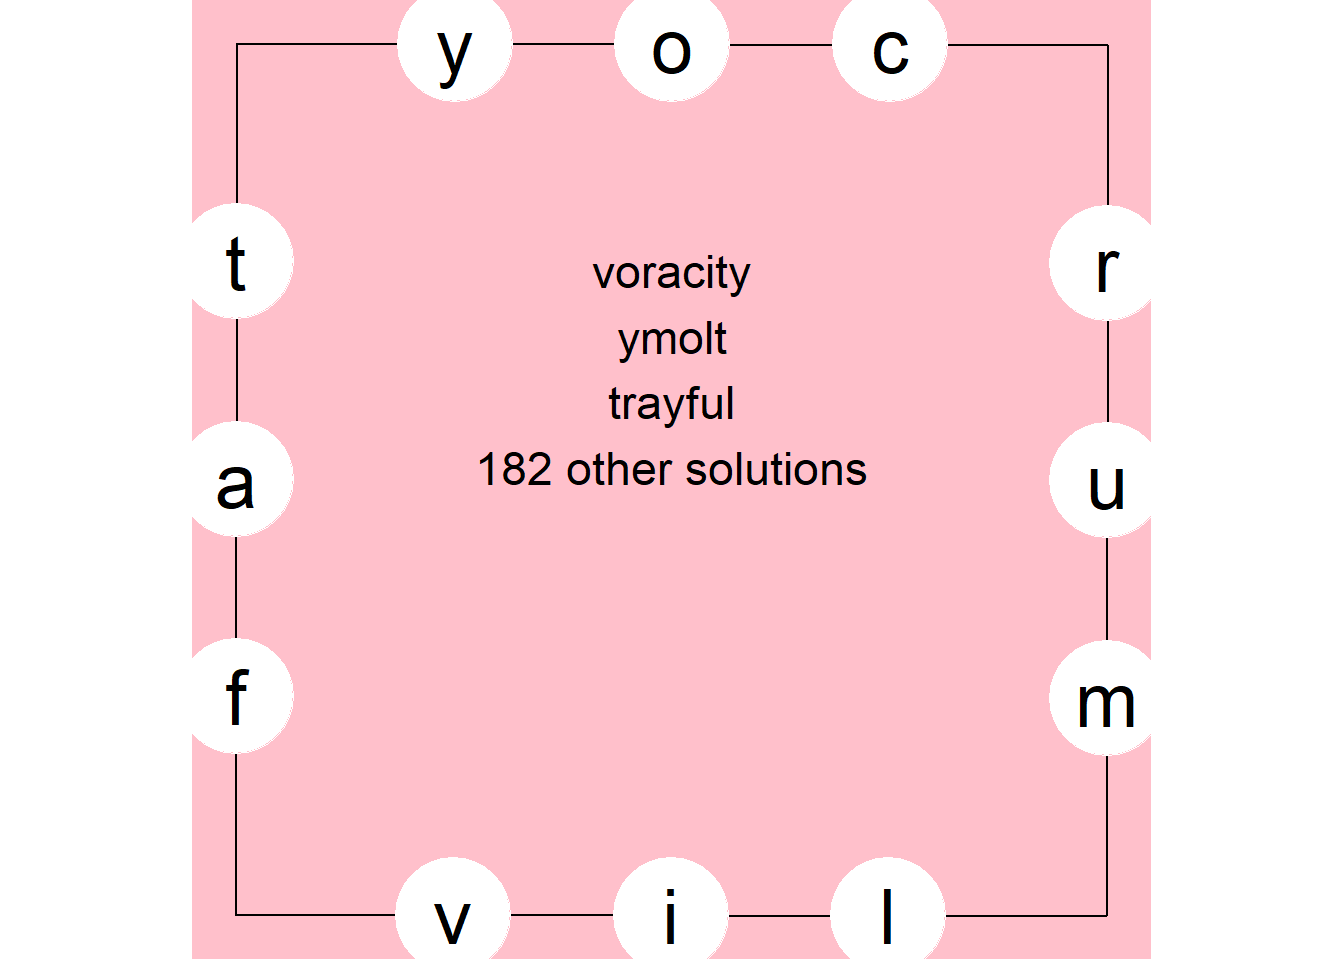 y o c
t
r
voracity
ymolt
trayful
182 other solutions
a
u
f
m
v i l